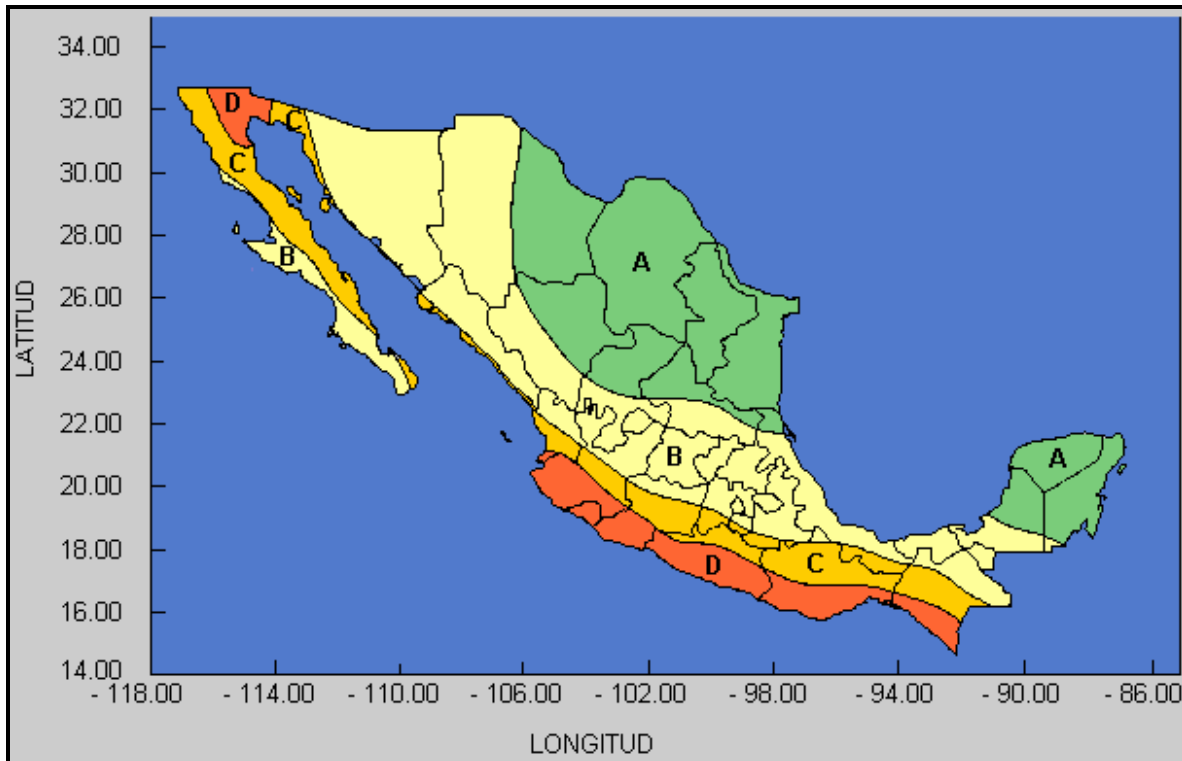 34.00
32.00
30.00
28.00
26.00
24.00
22.00
20.00
18.00
16.00
14.00
LATITUD
D
C
C
B
A
A
B
C
D
- 118.00 - 114.00 - 110.00 - 106.00 - 102.00 - 98.00 - 94.00 - 90.00 - 86.00
LONGITUD